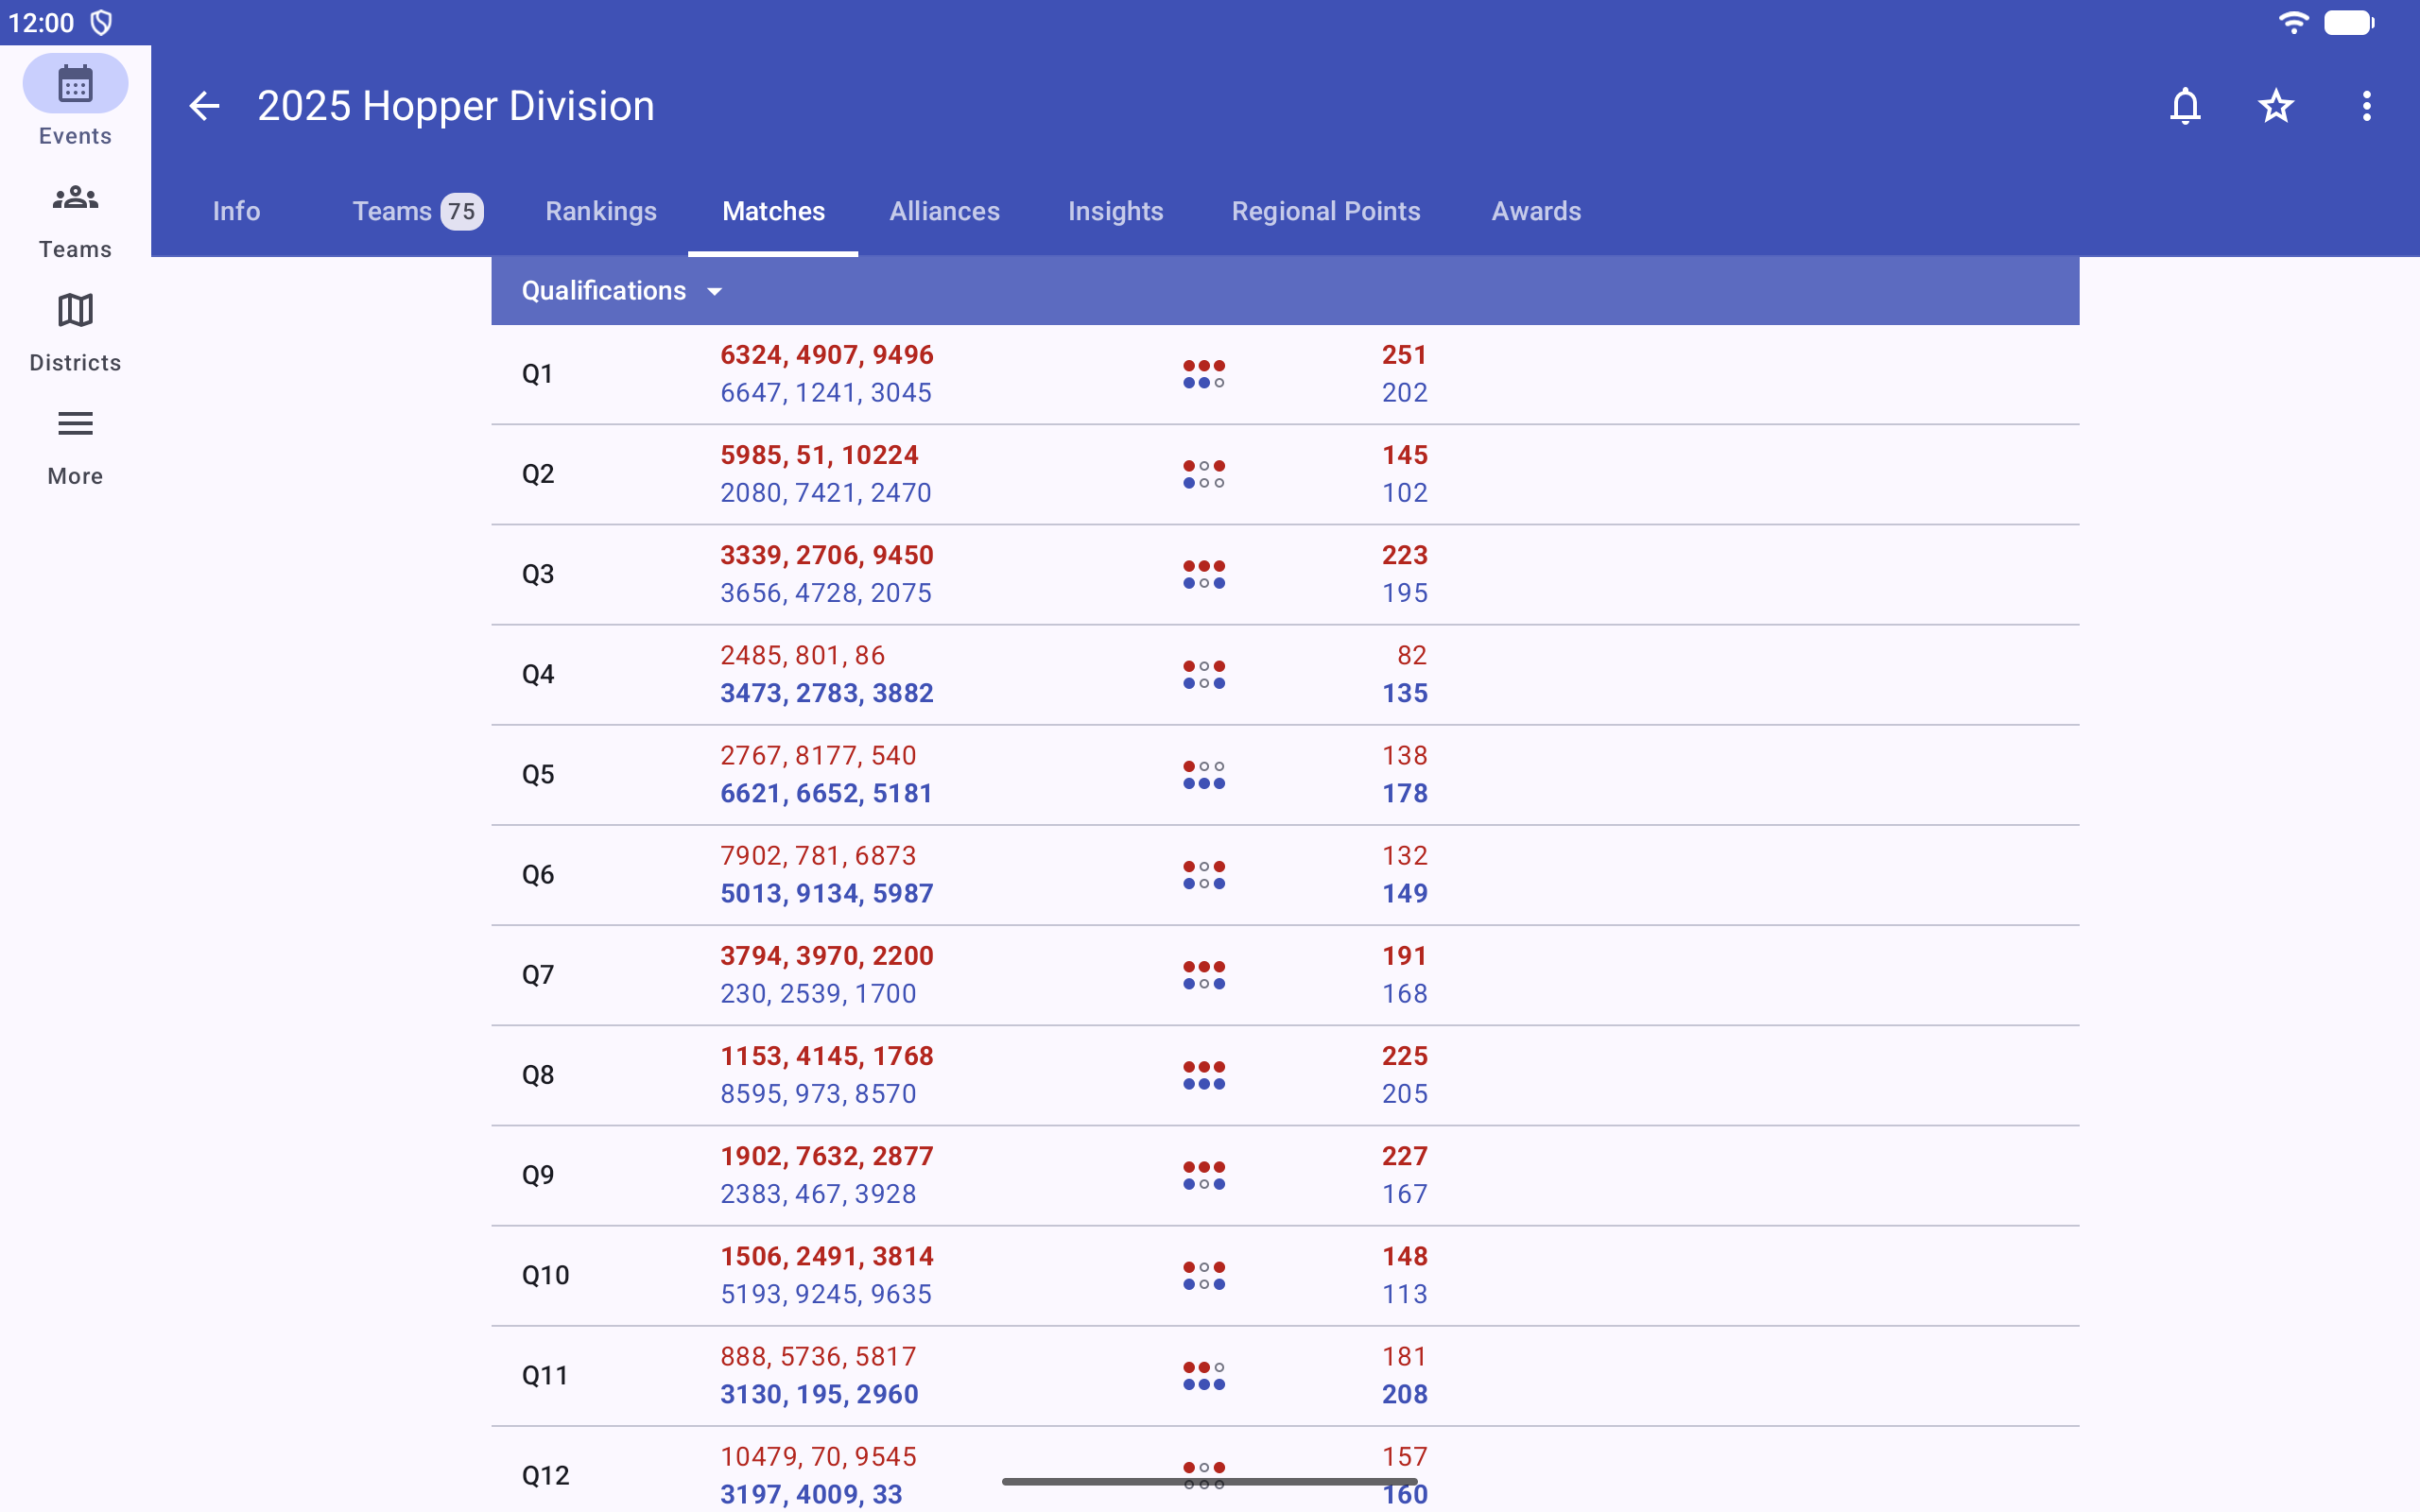 12:00
Events
Teams
Districts
More
2025 Hopper Division
Info Teams 75 Rankings Matches Alliances Insights Regional Points Awards
Qualifications
Q1
6324, 4907, 9496 251
6647, 1241, 3045 202
Q2
5985, 51, 10224 145
2080, 7421, 2470 102
Q3
3339, 2706, 9450 223
3656, 4728, 2075 195
Q4
2485, 801, 86 82
3473, 2783, 3882 135
Q5
2767, 8177, 540 138
6621, 6652, 5181 178
Q6
7902, 781, 6873 132
5013, 9134, 5987 149
Q7
3794, 3970, 2200 191
230, 2539, 1700 168
Q8
1153, 4145, 1768 225
8595, 973, 8570 205
Q9
1902, 7632, 2877 227
2383, 467, 3928 167
Q10
1506, 2491, 3814 148
5193, 9245, 9635 113
Q11
888, 5736, 5817 181
3130, 195, 2960 208
Q12
10479, 70, 9545 157
3197, 4009, 33 160